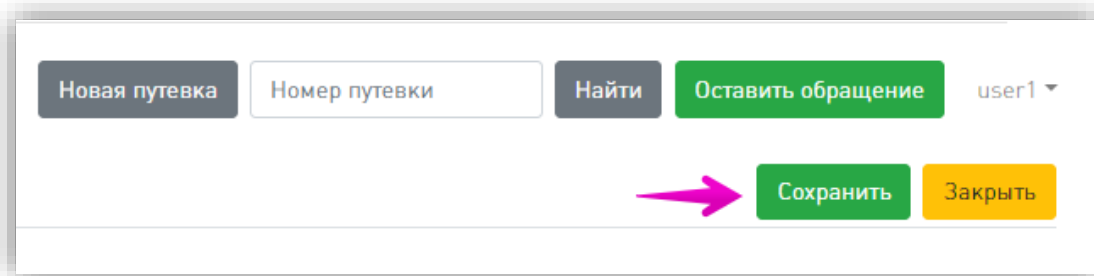 Новая путевка Номер путевки Найти Оставить обращение user1
Сохранить Закрыть